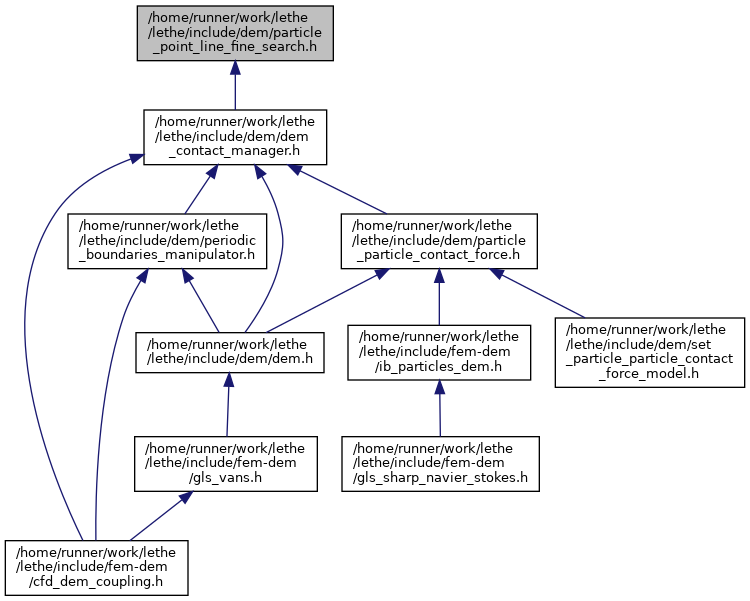 /home/runner/work/lethe
/lethe/include/dem/particle
_point_line_fine_search.h
/home/runner/work/lethe
/lethe/include/dem/dem
_contact_manager.h
/home/runner/work/lethe
/lethe/include/dem/periodic
_boundaries_manipulator.h
/home/runner/work/lethe
/lethe/include/dem/particle
_particle_contact_force.h
/home/runner/work/lethe
/lethe/include/dem/dem.h
/home/runner/work/lethe
/lethe/include/fem-dem
/ib_particles_dem.h
/home/runner/work/lethe
/lethe/include/dem/set
_particle_particle_contact
_force_model.h
/home/runner/work/lethe
/lethe/include/fem-dem
/gls_vans.h
/home/runner/work/lethe
/lethe/include/fem-dem
/gls_sharp_navier_stokes.h
/home/runner/work/lethe
/lethe/include/fem-dem
/cfd_dem_coupling.h